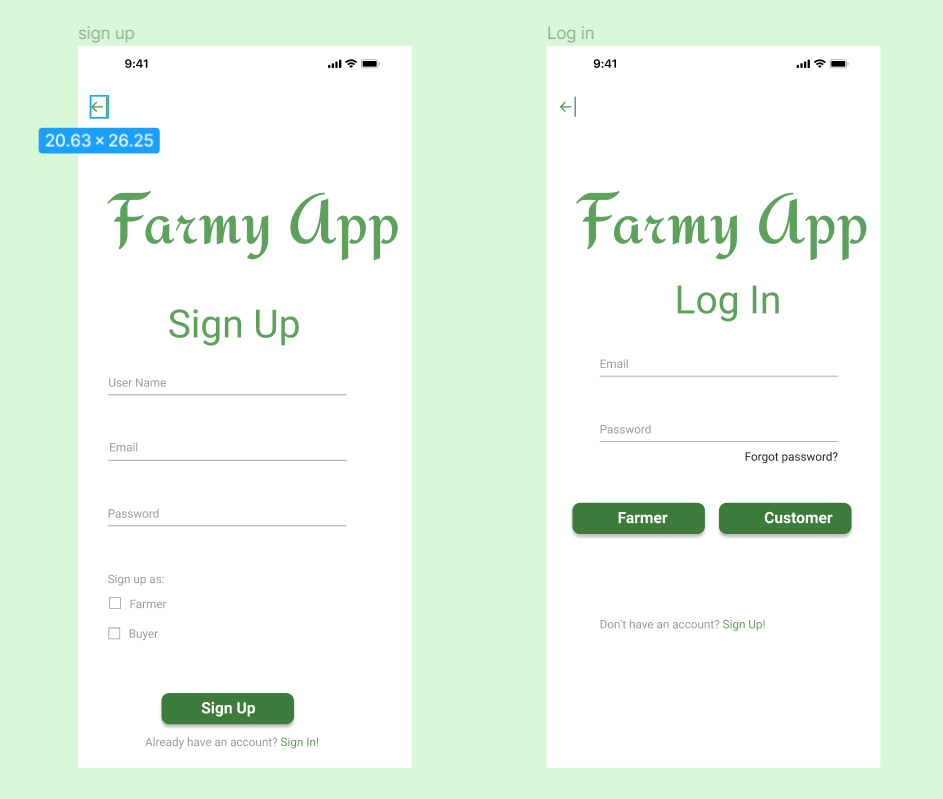 sign up
9:41
20.63 × 26.25
Farmy App
Sign Up
User Name
Email
Password
Sign up as:
Farmer
Buyer
Sign Up
Already have an account? Sign In!
Log in
9:41
Farmy App
Log In
Email
Password
Forgot password?
Farmer
Customer
Don't have an account? Sign Up!